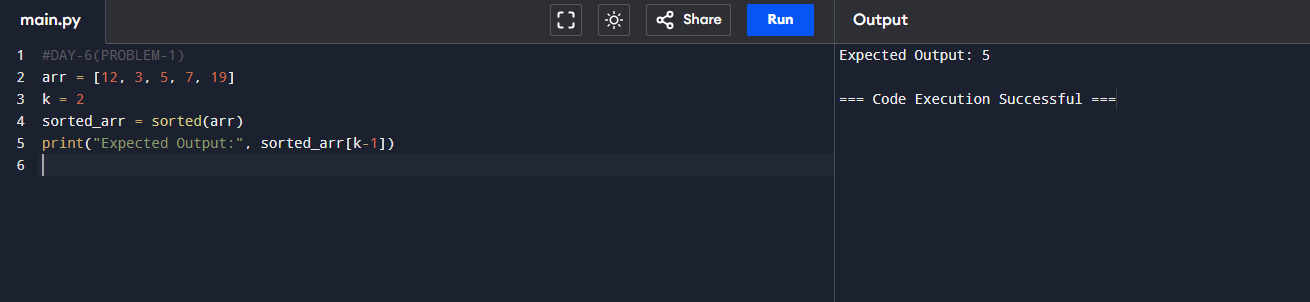 main.py
Share
Run
Output
1 #DAY-6(PROBLEM-1)
2 arr = [12, 3, 5, 7, 19]
3 k = 2
4 sorted_arr = sorted(arr)
5 print("Expected Output:", sorted_arr[k-1])
6
Expected Output: 5
=== Code Execution Successful ===